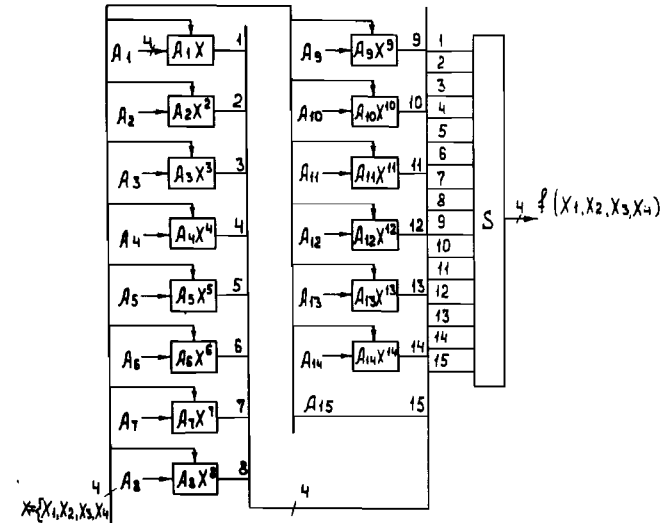 A1 4 A1X 1
A2 A2X² 2
A3 A3X³ 3
A4 A4X⁴ 4
A5 A5X⁵ 5
A6 A6X⁶ 6
A7 A7X⁷ 7
A8 A8X⁸ 8
4
X={X1,X2,X3,X4
A9 A9X⁹ 9
A10 A10X¹⁰ 10
A11 A11X¹¹ 11
A12 A12X¹² 12
A13 A13X¹³ 13
A14 A14X¹⁴ 14
A15 15
4
1
2
3
4
5
6
7
8
9
10
11
12
13
14
15
S
4 f(X1,X2,X3,X4)